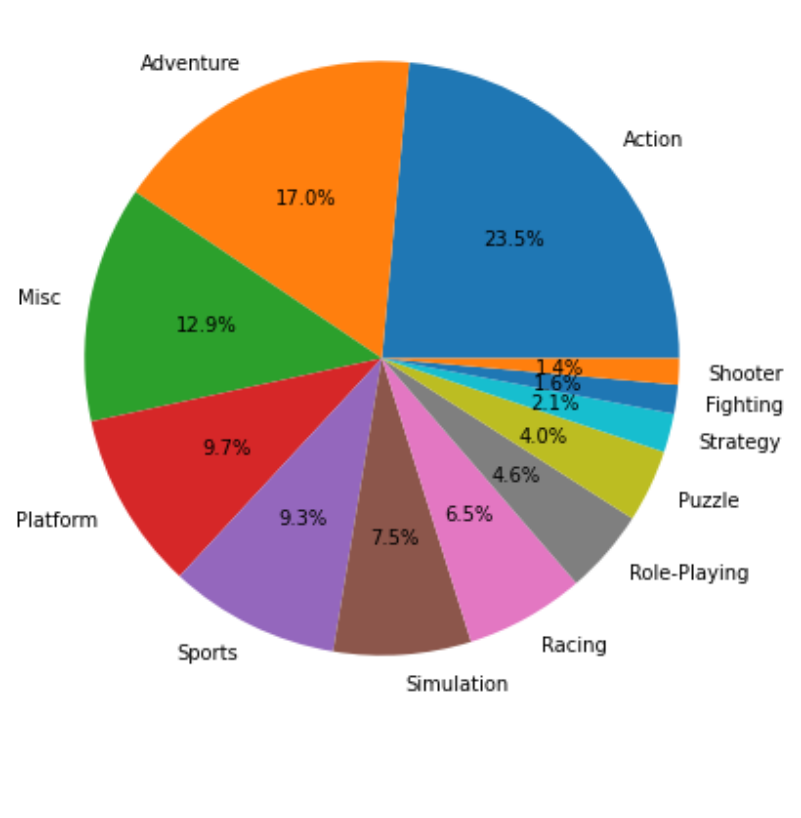 Adventure
Action
17.0%
23.5%
Misc
12.9%
1.4%
Shooter
1.6%
Fighting
2.1%
Strategy
4.0%
9.7%
4.6%
Puzzle
Platform
9.3%
6.5%
7.5%
Role-Playing
Racing
Sports
Simulation